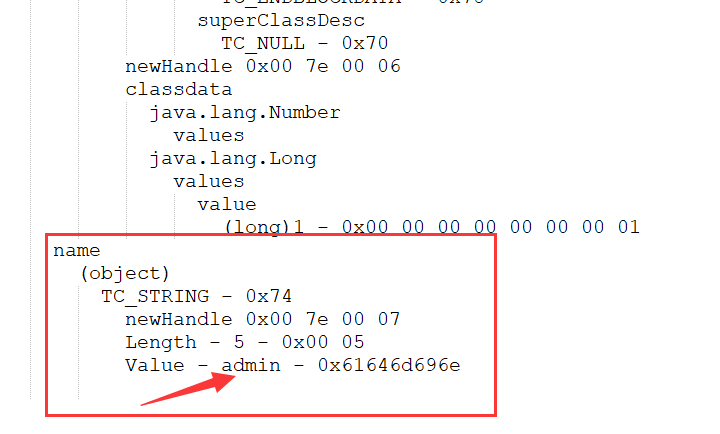 TC_ENDBLOCKDATA - 0x78
superClassDesc
TC_NULL - 0x70
newHandle 0x00 7e 00 06
classdata
java.lang.Number
values
java.lang.Long
values
value
(long)1 - 0x00 00 00 00 00 00 00 01
name
(object)
TC_STRING - 0x74
newHandle 0x00 7e 00 07
Length - 5 - 0x00 05
Value - admin - 0x61646d696e